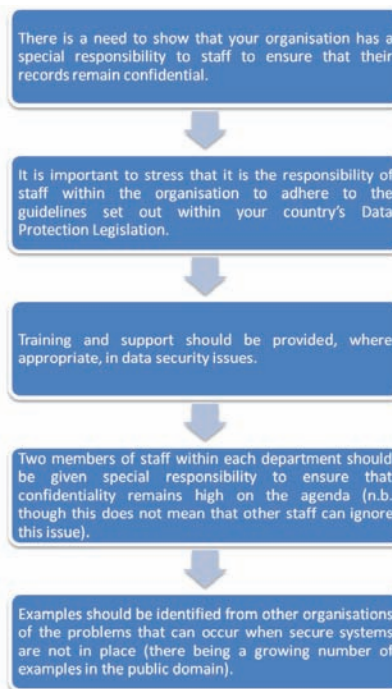 There is a need to show that your organisation has a
special responsibility to staff to ensure that their
records remain confidential.
It is important to stress that it is the responsibility of
staff within the organisation to adhere to the
guidelines set out within your country's Data
Protection Legislation.
Training and support should be provided, where
appropriate, in data security issues.
Two members of staff within each department should
be given special responsibility to ensure that
confidentiality remains high on the agenda (n.b.
though this does not mean that other staff can ignore
this issue).
Examples should be identified from other organisations
of the problems that can occur when secure systems
are not in place (there being a growing number of
examples in the public domain).